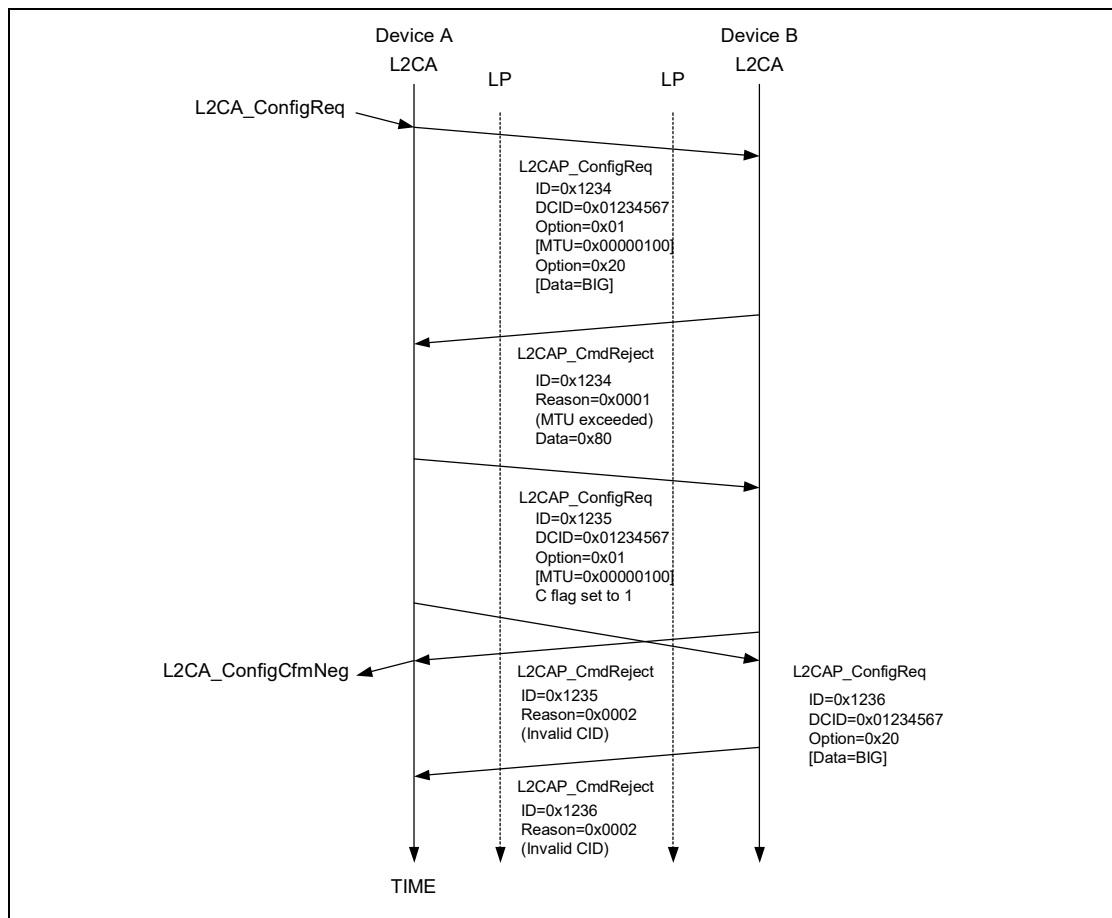 Device A
Device B
L2CA
LP
LP
L2CA
L2CA_ConfigReq
L2CAP_ConfigReq
ID=0x1234
DCID=0x01234567
Option=0x01
[MTU=0x00000100]
Option=0x20
[Data=BIG]
L2CAP_CmdReject
ID=0x1234
Reason=0x0001
(MTU exceeded)
Data=0x80
L2CAP_ConfigReq
ID=0x1235
DCID=0x01234567
Option=0x01
[MTU=0x00000100]
C flag set to 1
L2CA_ConfigCfmNeg
L2CAP_CmdReject
ID=0x1235
Reason=0x0002
(Invalid CID)
L2CAP_ConfigReq
ID=0x1236
DCID=0x01234567
Option=0x20
[Data=BIG]
L2CAP_CmdReject
ID=0x1236
Reason=0x0002
(Invalid CID)
TIME